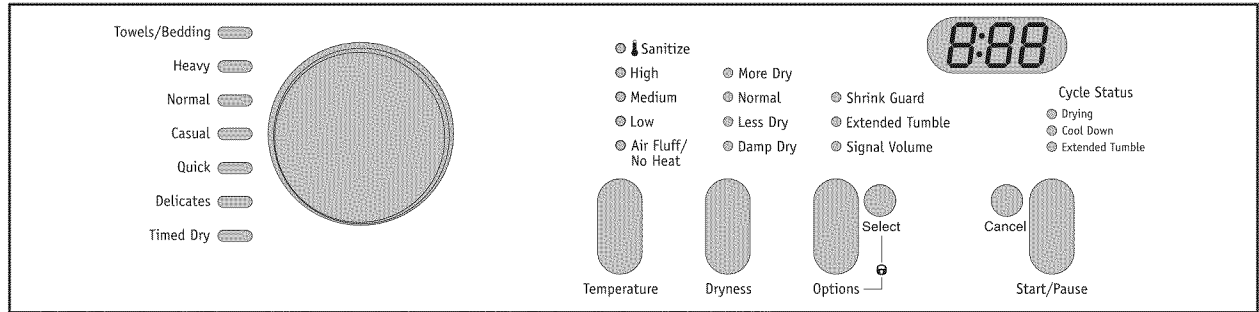 Towels/Bedding
Heavy
Normal
Casual
Quick
Delicates
Timed Dry
Sanitize
High
Medium
Low
Air Fluff/
No Heat
Temperature
More Dry
Normal
Less Dry
Damp Dry
Dryness
Shrink Guard
Extended Tumble
Signal Volume
Select
Options
8:88
Cycle Status
Drying
Cool Down
Extended Tumble
Cancel
Start/Pause